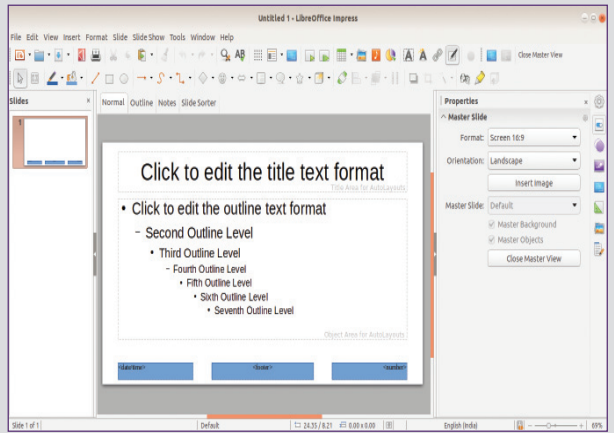 Untitled 1 - LibreOffice Impress
File Edit View Insert Format Slide Slide Show Tools Window Help
Close Master View
Slides
Normal Outline Notes Slide Sorter
1
Click to edit the title text format
Title Area for AutoLayouts
• Click to edit the outline text format
– Second Outline Level
• Third Outline Level
– Fourth Outline Level
• Fifth Outline Level
• Sixth Outline Level
• Seventh Outline Level
Object Area for AutoLayouts
<date/time>
<footer>
<number>
Properties
Master Slide
Format: Screen 16:9
Orientation: Landscape
Insert Image
Master Slide: Default
Master Background
Master Objects
Close Master View
Slide 1 of 1 Default 24.35 / 8.21 0.00 x 0.00 English (India) 69%